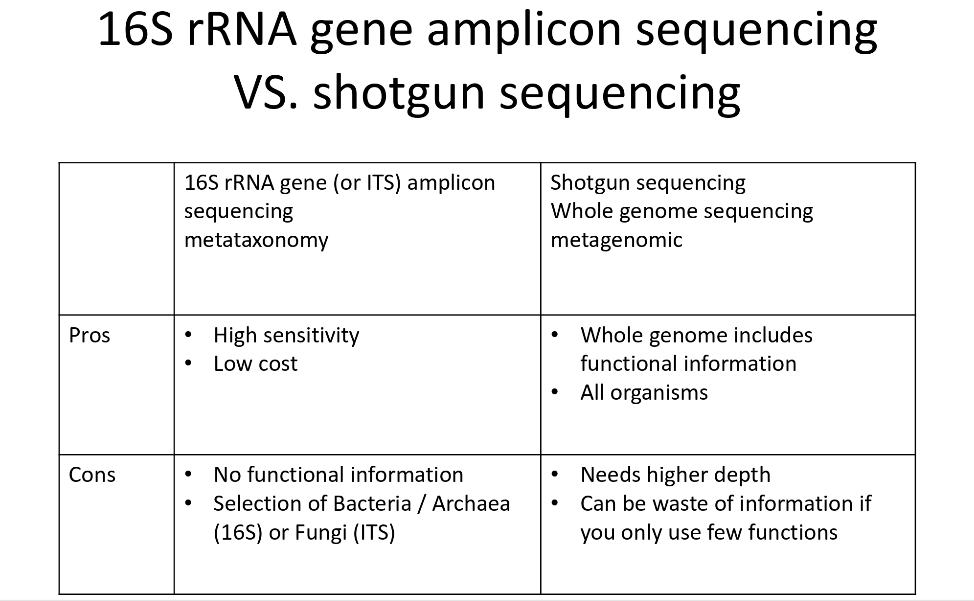 16S rRNA gene amplicon sequencing
VS. shotgun sequencing
16S rRNA gene (or ITS) amplicon
sequencing
metataxonomy
Shotgun sequencing
Whole genome sequencing
metagenomic
Pros
• High sensitivity
• Low cost
• Whole genome includes
functional information
• All organisms
Cons
• No functional information
• Selection of Bacteria / Archaea
(16S) or Fungi (ITS)
• Needs higher depth
• Can be waste of information if
you only use few functions